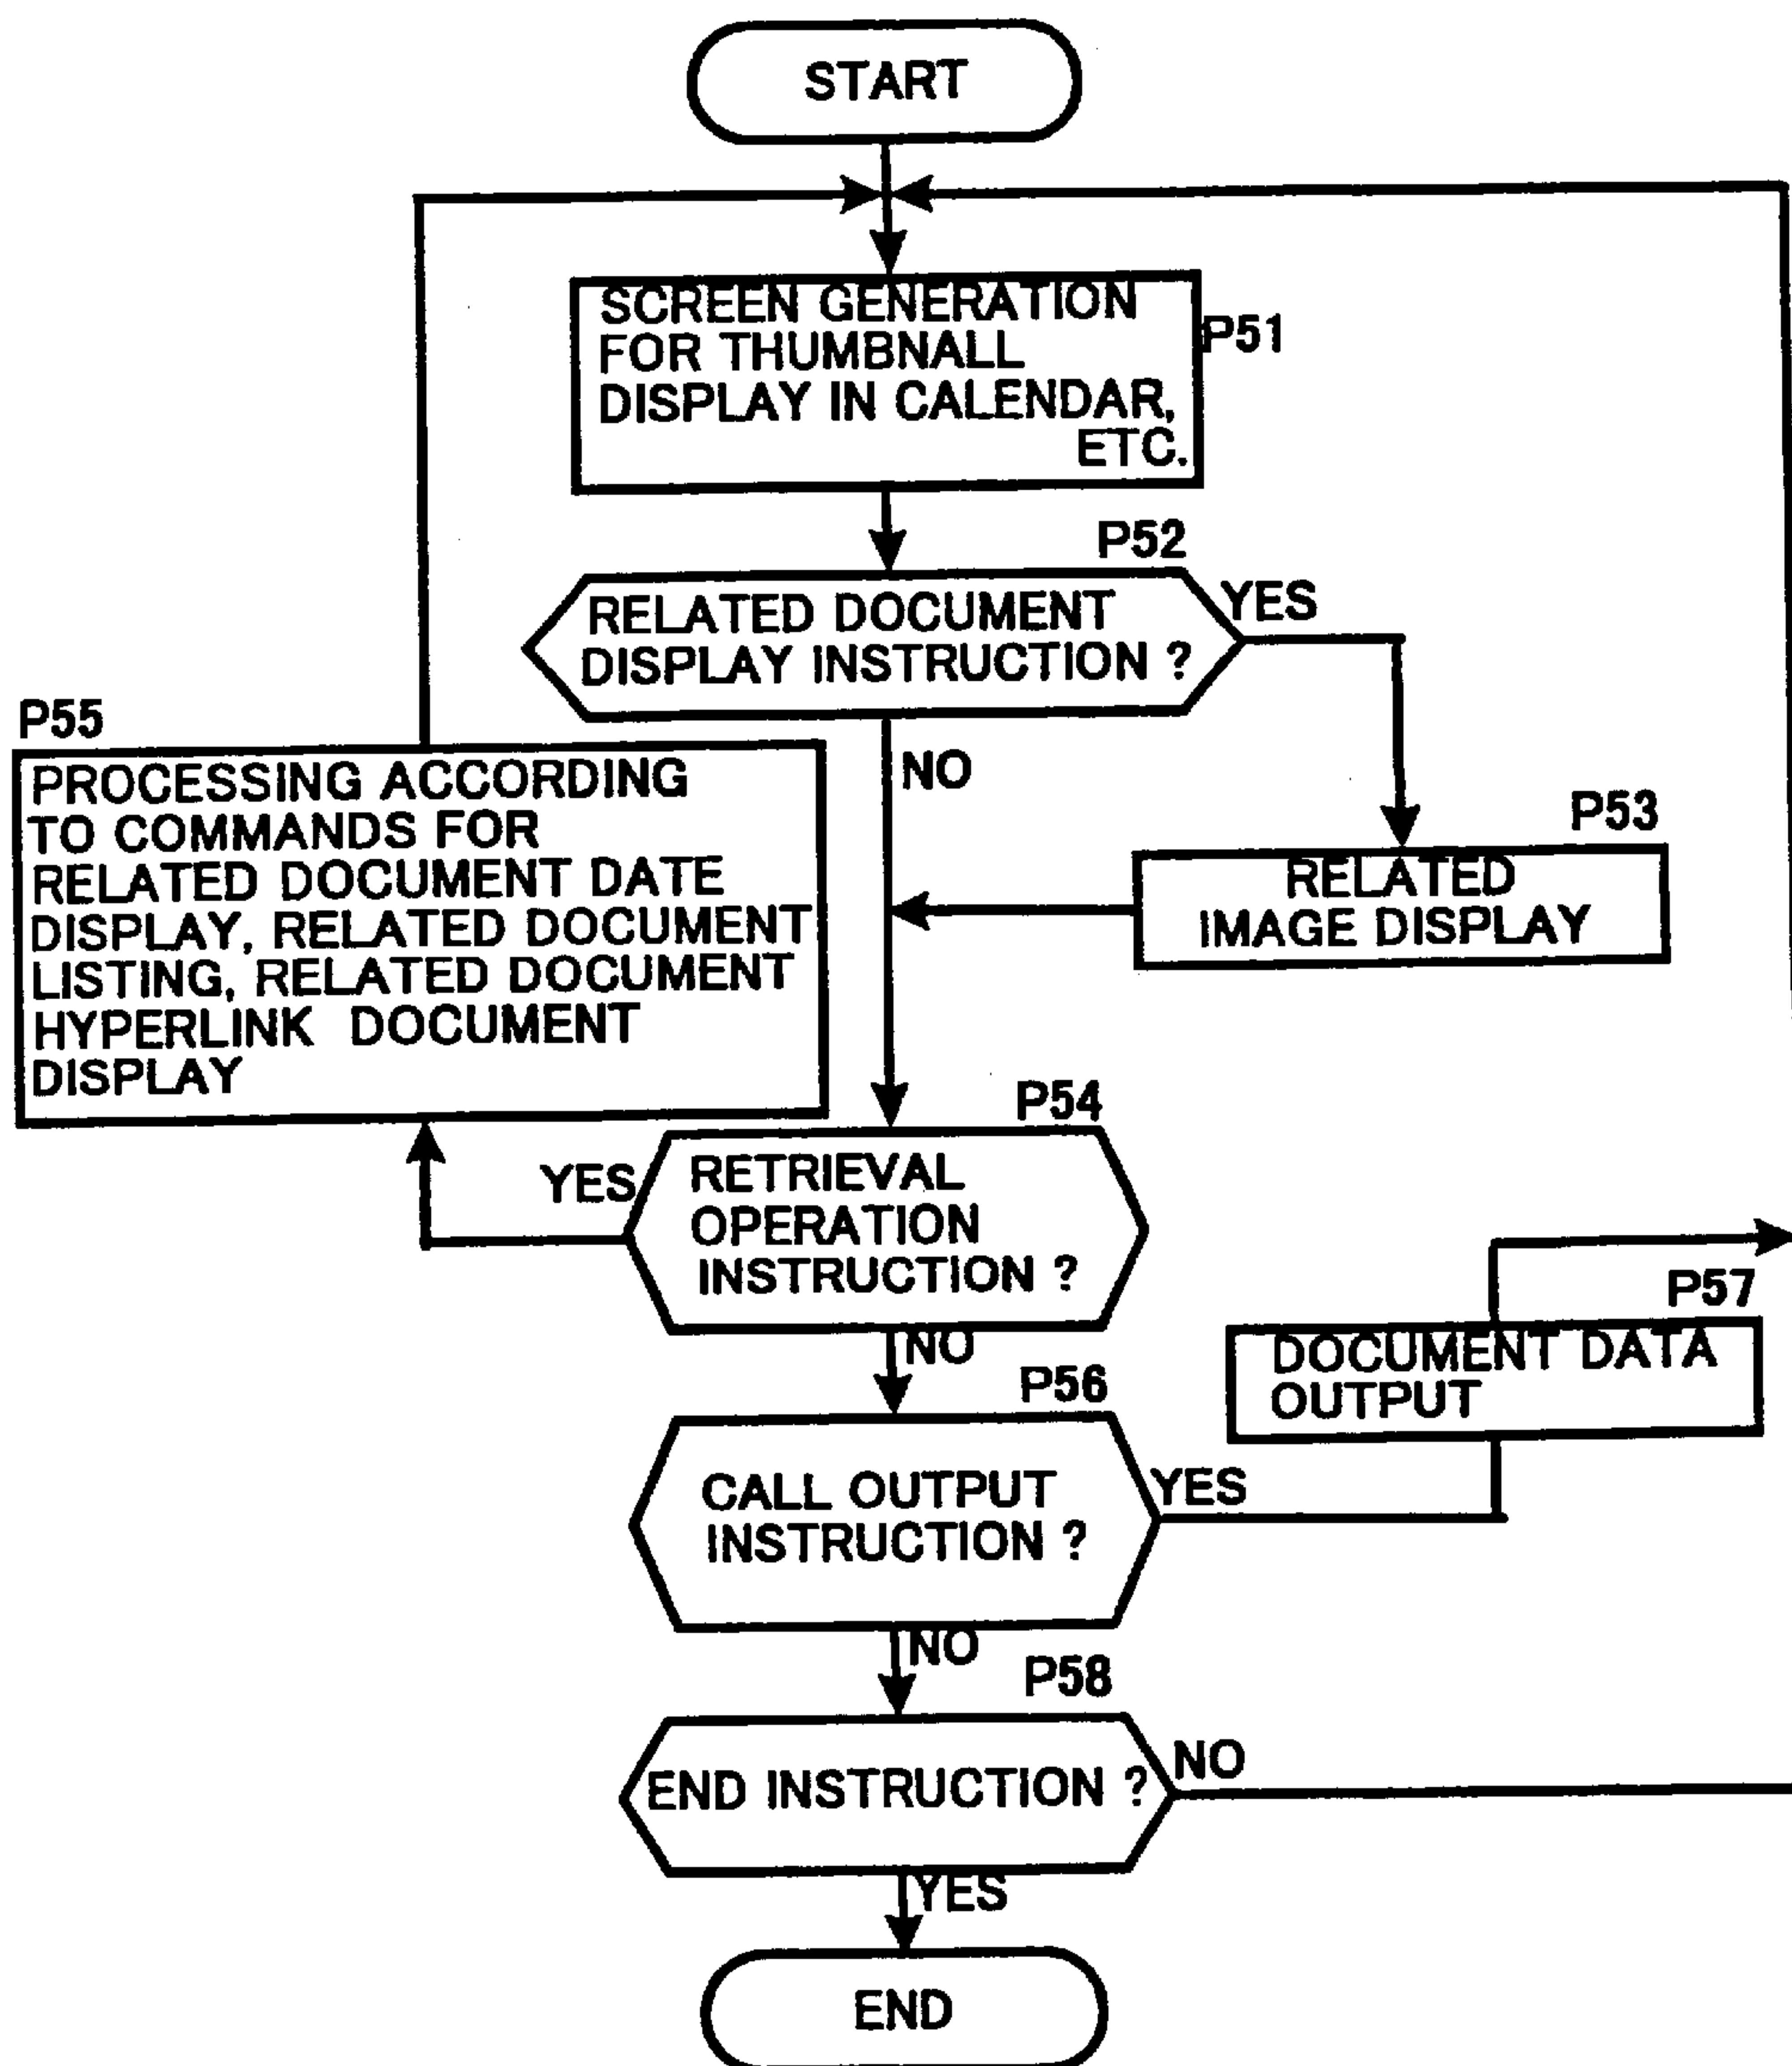 START
SCREEN GENERATION
FOR THUMBNALL
DISPLAY IN CALENDAR,
ETC.
P51
P52
RELATED DOCUMENT
DISPLAY INSTRUCTION ?
YES
NO
P53
RELATED
IMAGE DISPLAY
P55
PROCESSING ACCORDING
TO COMMANDS FOR
RELATED DOCUMENT DATE
DISPLAY, RELATED DOCUMENT
LISTING, RELATED DOCUMENT
HYPERLINK DOCUMENT
DISPLAY
P54
YES
RETRIEVAL
OPERATION
INSTRUCTION ?
NO
P57
DOCUMENT DATA
OUTPUT
P56
CALL OUTPUT
INSTRUCTION ?
YES
NO
P58
END INSTRUCTION ?
NO
YES
END